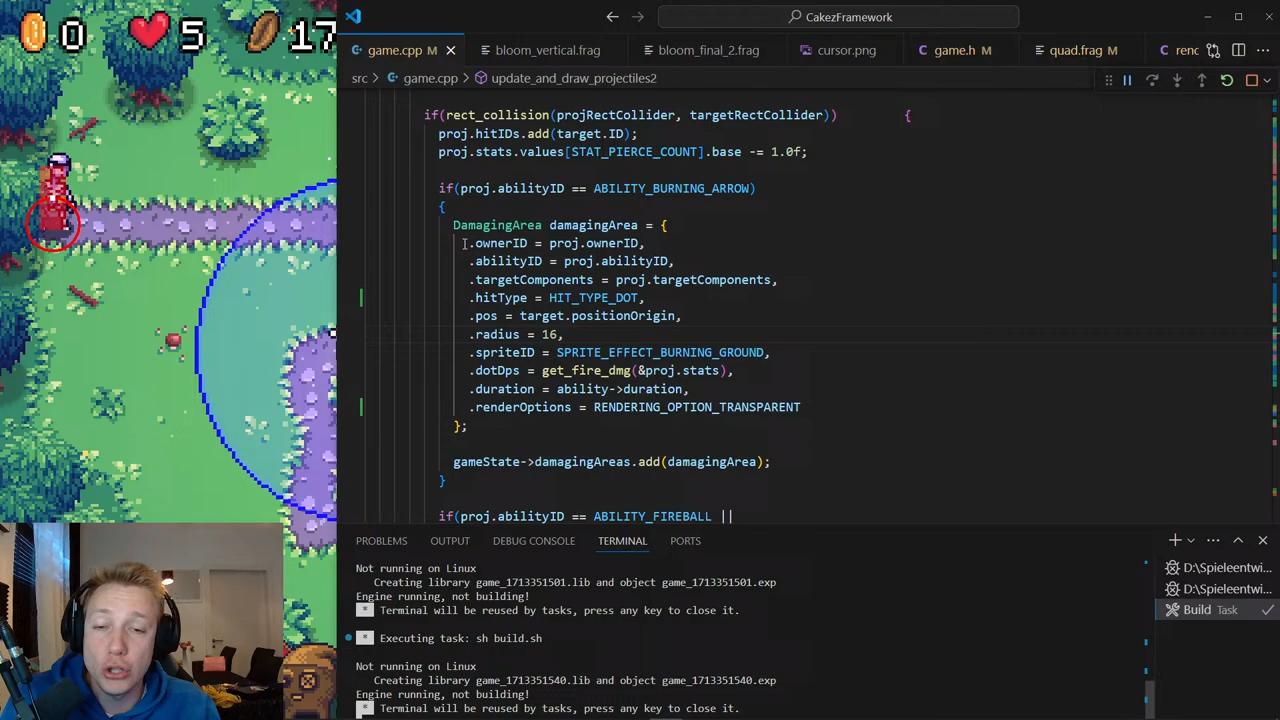 0 5 17
CakezFramework
game.cpp M
bloom_vertical.frag
bloom_final_2.frag
cursor.png
game.h M
quad.frag M
renc
src > game.cpp > update_and_draw_projectiles2
if(rect_collision(projRectCollider, targetRectCollider)) {
proj.hitIDs.add(target.ID);
proj.stats.values[STAT_PIERCE_COUNT].base -= 1.0f;
if(proj.abilityID == ABILITY_BURNING_ARROW)
{
DamagingArea damagingArea = {
.ownerID = proj.ownerID,
.abilityID = proj.abilityID,
.targetComponents = proj.targetComponents,
.hitType = HIT_TYPE_DOT,
.pos = target.positionOrigin,
.radius = 16,
.spriteID = SPRITE_EFFECT_BURNING_GROUND,
.dotDps = get_fire_dmg(&proj.stats),
.duration = ability->duration,
.renderOptions = RENDERING_OPTION_TRANSPARENT
};
gameState->damagingAreas.add(damagingArea);
}
if(proj.abilityID == ABILITY_FIREBALL ||
PROBLEMS OUTPUT DEBUG CONSOLE TERMINAL PORTS
Not running on Linux
Creating library game_1713351501.lib and object game_1713351501.exp
Engine running, not building!
* Terminal will be reused by tasks, press any key to close it.
* Executing task: sh build.sh
Not running on Linux
Creating library game_1713351540.lib and object game_1713351540.exp
Engine running, not building!
* Terminal will be reused by tasks, press any key to close it.
D:\Spieleentwi...
D:\Spieleentwi...
Build Task